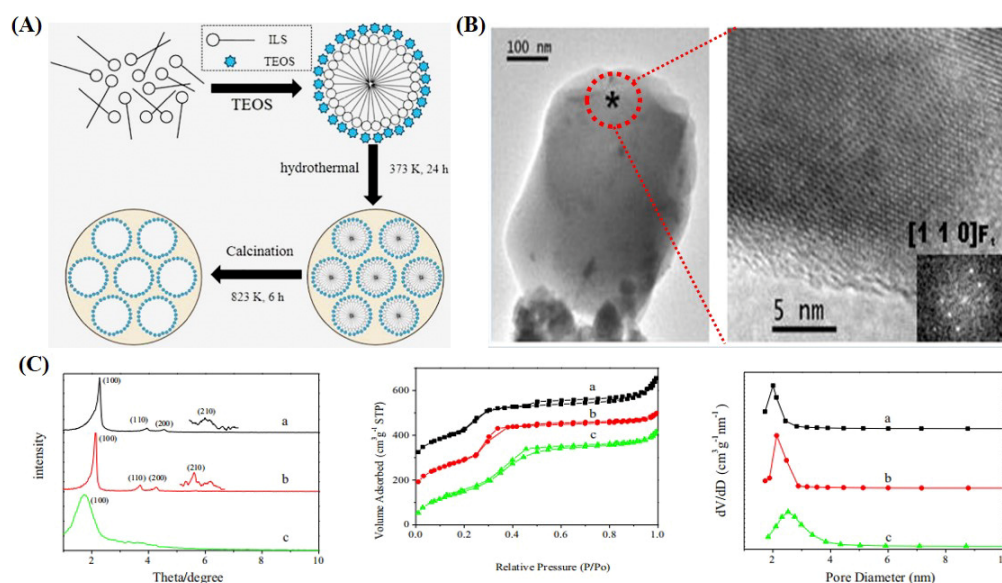 (A)
ILS
TEOS
TEOS
hydrothermal
373 K, 24 h
Calcination
823 K, 6 h
(B)
100 nm
*
[1 1 0]Ft
5 nm
(C)
(100)
(110)
(200)
(210)
a
(100)
(110)
(200)
(210)
b
(100)
c
intensity
2 4 6 8 10
Theta/degree
Volume Adsorbed (cm³g⁻¹ STP)
600
400
200
0
a
b
c
0.0 0.2 0.4 0.6 0.8 1.0
Relative Pressure (P/Po)
dV/dD (cm³g⁻¹nm⁻¹)
a
b
c
2 4 6 8 10
Pore Diameter (nm)